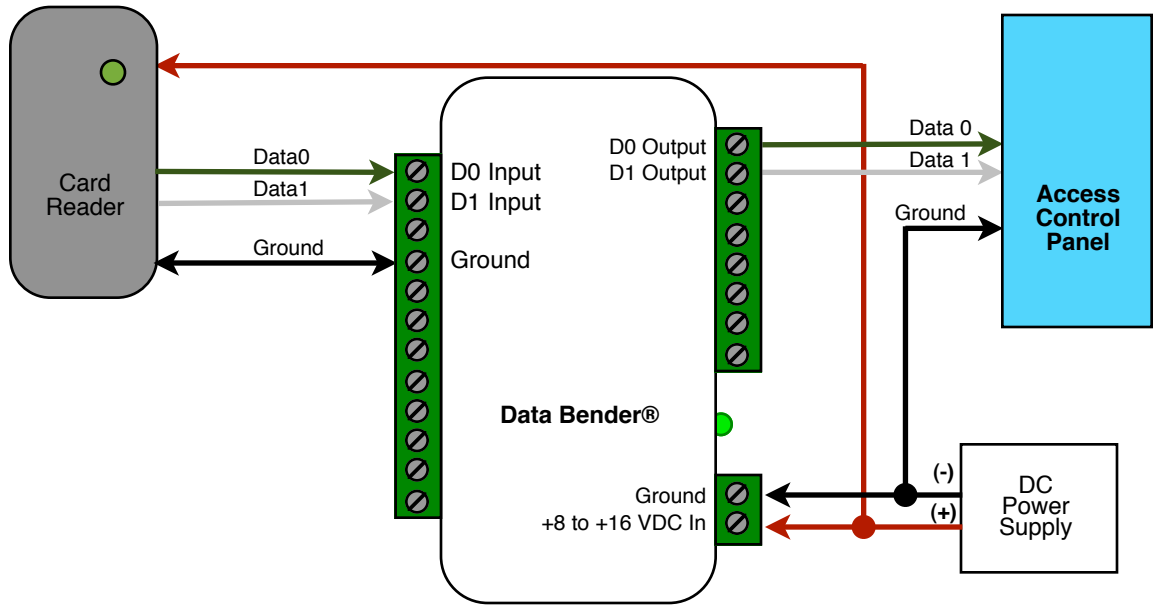 Card
Reader
Data0
Data1
Ground
D0 Input
D1 Input
Ground
D0 Output
D1 Output
Data Bender®
Ground
+8 to +16 VDC In
Data 0
Data 1
Ground
Access
Control
Panel
(-)
(+)
DC
Power
Supply